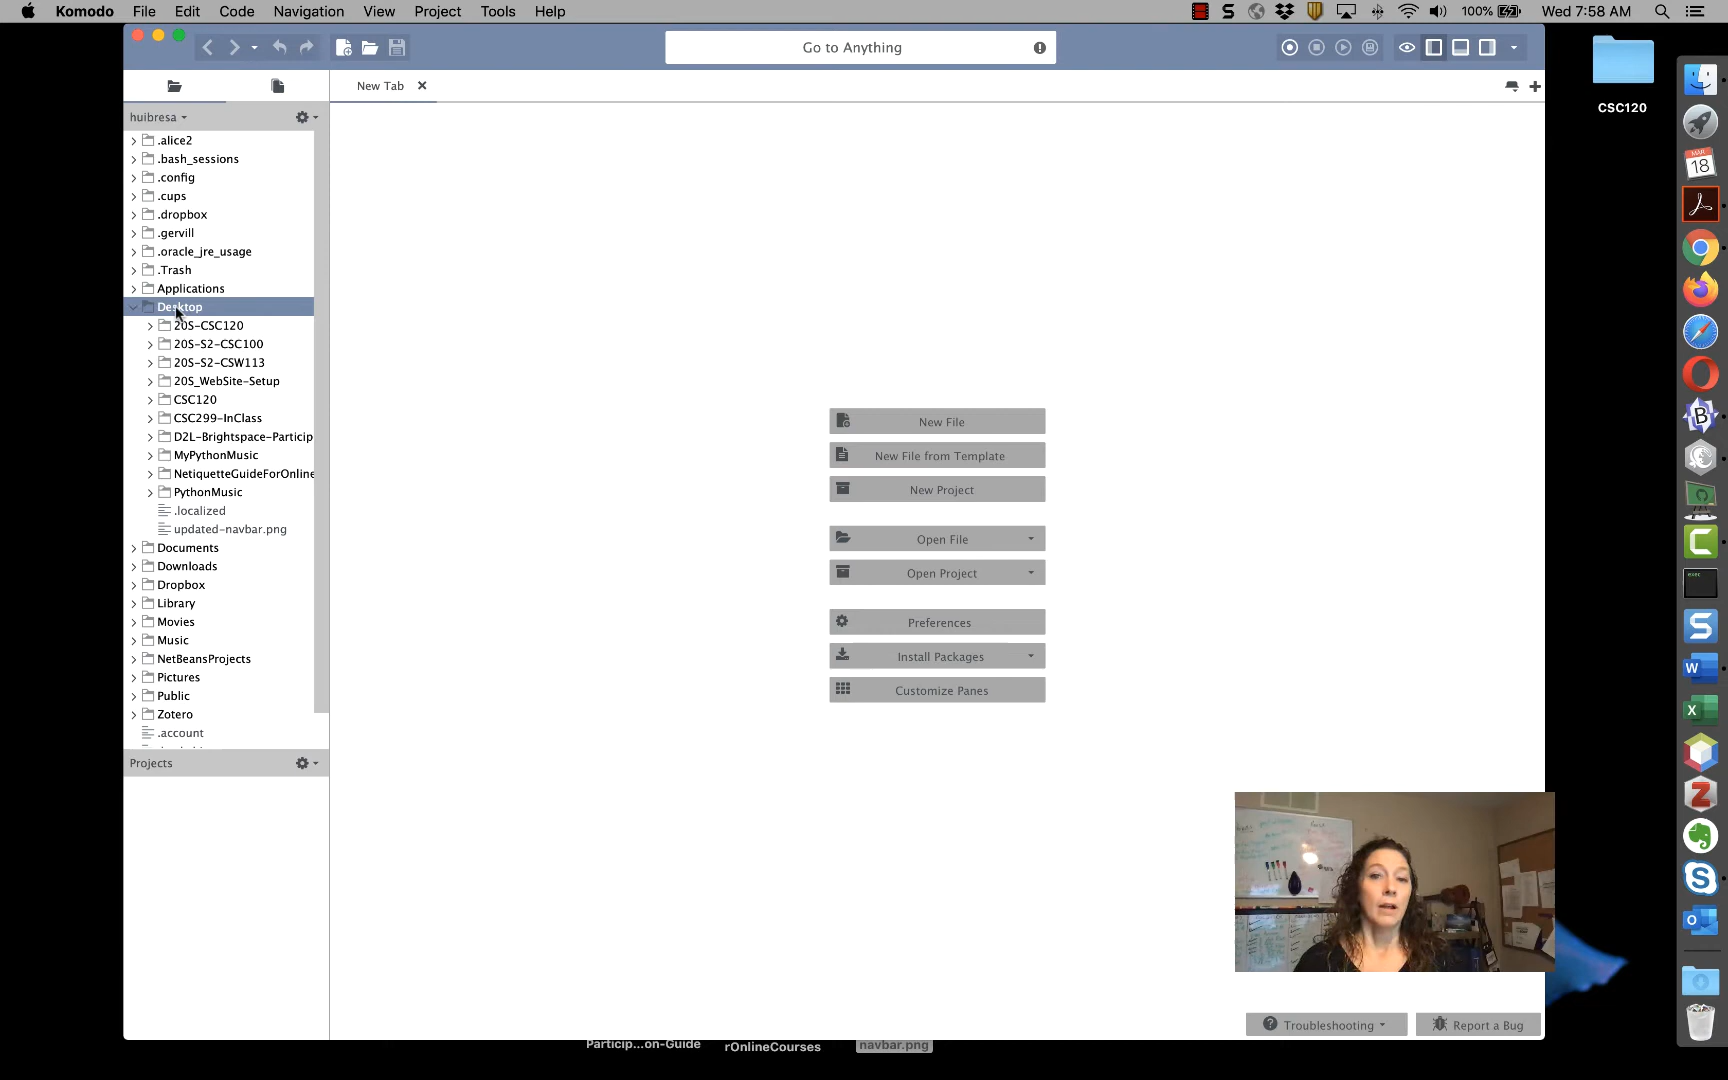 Komodo File Edit Code Navigation View Project Tools Help
100% Wed 7:58 AM
Go to Anything
New Tab
CSC120
huibresa
.alice2
.bash_sessions
.config
.cups
.dropbox
.gervill
.oracle_jre_usage
.Trash
Applications
Desktop
20S-CSC120
20S-S2-CSC100
20S-S2-CSW113
20S_WebSite-Setup
CSC120
CSC299-InClass
D2L-Brightspace-Particip
MyPythonMusic
NetiquetteGuideForOnline
PythonMusic
.localized
updated-navbar.png
Documents
Downloads
Dropbox
Library
Movies
Music
NetBeansProjects
Pictures
Public
Zotero
.account
Projects
New File
New File from Template
New Project
Open File
Open Project
Preferences
Install Packages
Customize Panes
Troubleshooting
Report a Bug
Particip...on-Guide
rOnlineCourses
navbar.png
MAR
18
exec